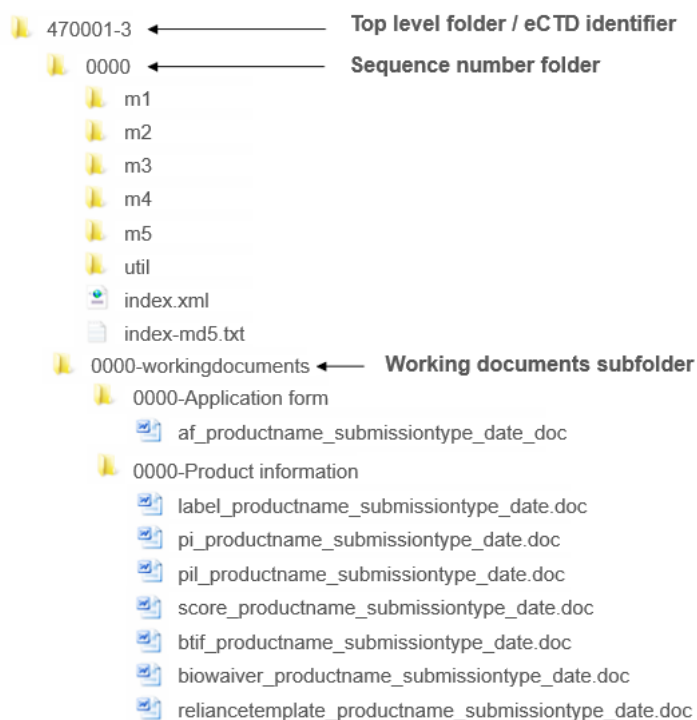 470001-3 Top level folder / eCTD identifier
0000 Sequence number folder
m1
m2
m3
m4
m5
util
index.xml
index-md5.txt
0000-workingdocuments Working documents subfolder
0000-Application form
af_productname_submissiontype_date_doc
0000-Product information
label_productname_submissiontype_date.doc
pi_productname_submissiontype_date.doc
pil_productname_submissiontype_date.doc
score_productname_submissiontype_date.doc
btif_productname_submissiontype_date.doc
biowaiver_productname_submissiontype_date.doc
reliancetemplate_productname_submissiontype_date.doc